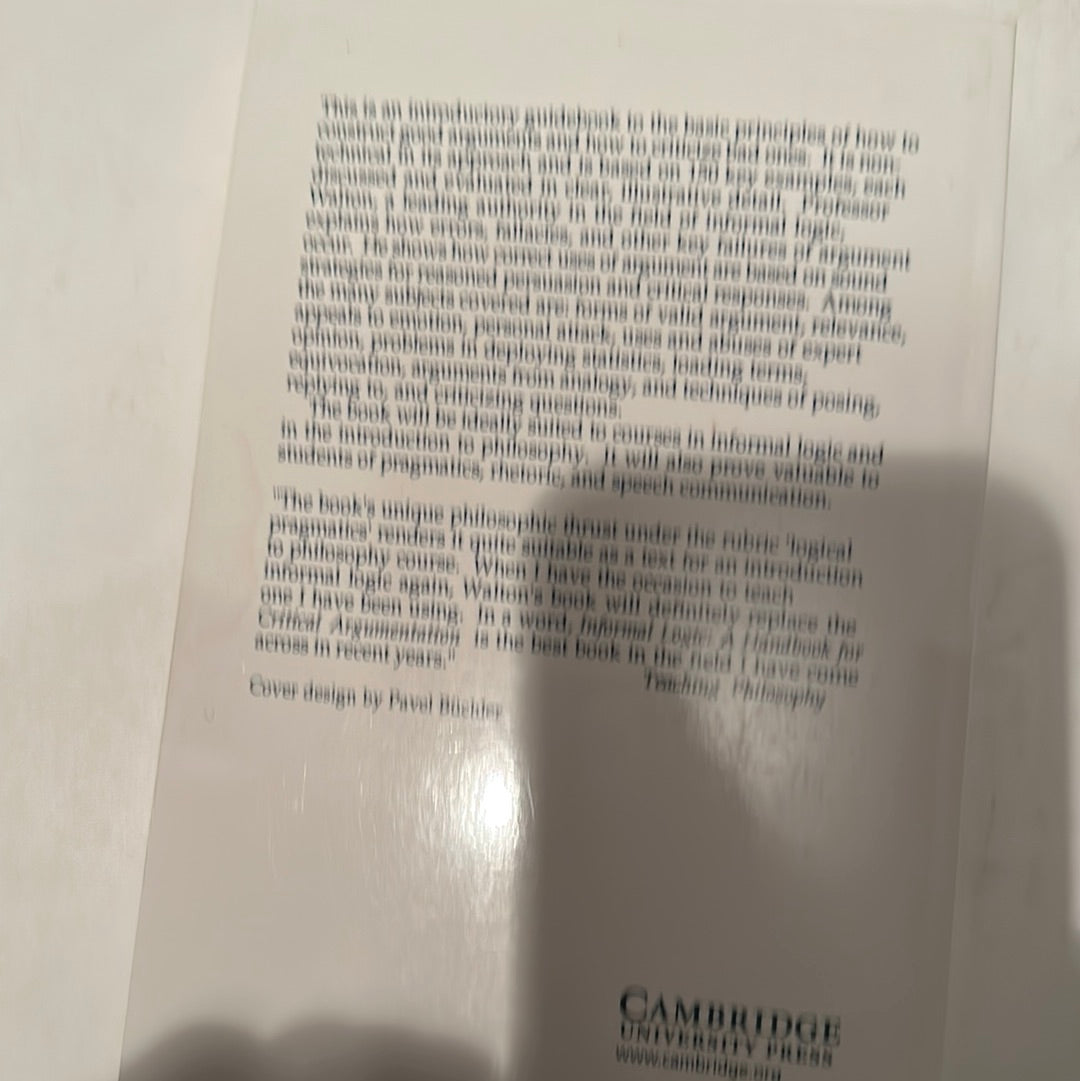 This is an introductory guidebook to the basic principles of how to
construct good arguments and how to criticize bad ones. It is non-
technical in its approach and is based on 150 key examples, each
discussed and evaluated in clear, illustrative detail. Professor
Walton, a leading authority in the field of informal logic,
explains how errors, fallacies, and other key failures of argument
occur. He shows how correct uses of argument are based on sound
strategies for reasoned persuasion and critical responses. Among
the many subjects covered are: forms of valid argument, relevance,
appeals to emotion, personal attack, uses and abuses of expert
opinion, problems in deploying statistics, loading terms,
equivocation, arguments from analogy, and techniques of posing,
replying to, and criticising questions.
The book will be ideally suited to courses in informal logic and
in the introduction to philosophy. It will also prove valuable to
students of pragmatics, rhetoric, and speech communication.
"The book's unique philosophic thrust under the rubric 'logical
pragmatics' renders it quite suitable as a text for an introduction
to philosophy course. When I have the occasion to teach
informal logic again, Walton's book will definitely replace the
one I have been using. In a word, Informal Logic: A Handbook for
Critical Argumentation is the best book in the field I have come
across in recent years."
Teaching Philosophy
Cover design by Pavel Büchler
CAMBRIDGE
UNIVERSITY PRESS
www.cambridge.org